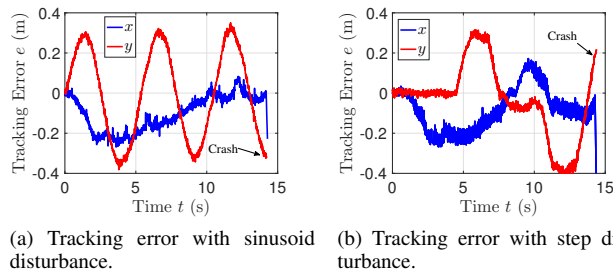 x
y
0.4
0.2
0
-0.2
-0.4
Tracking Error e (m)
Crash
0
5
10
15
Time t (s)
x
y
0.4
0.2
0
-0.2
-0.4
Tracking Error e (m)
Crash
0
5
10
15
Time t (s)
(a) Tracking error with sinusoid
disturbance.
(b) Tracking error with step di
turbance.